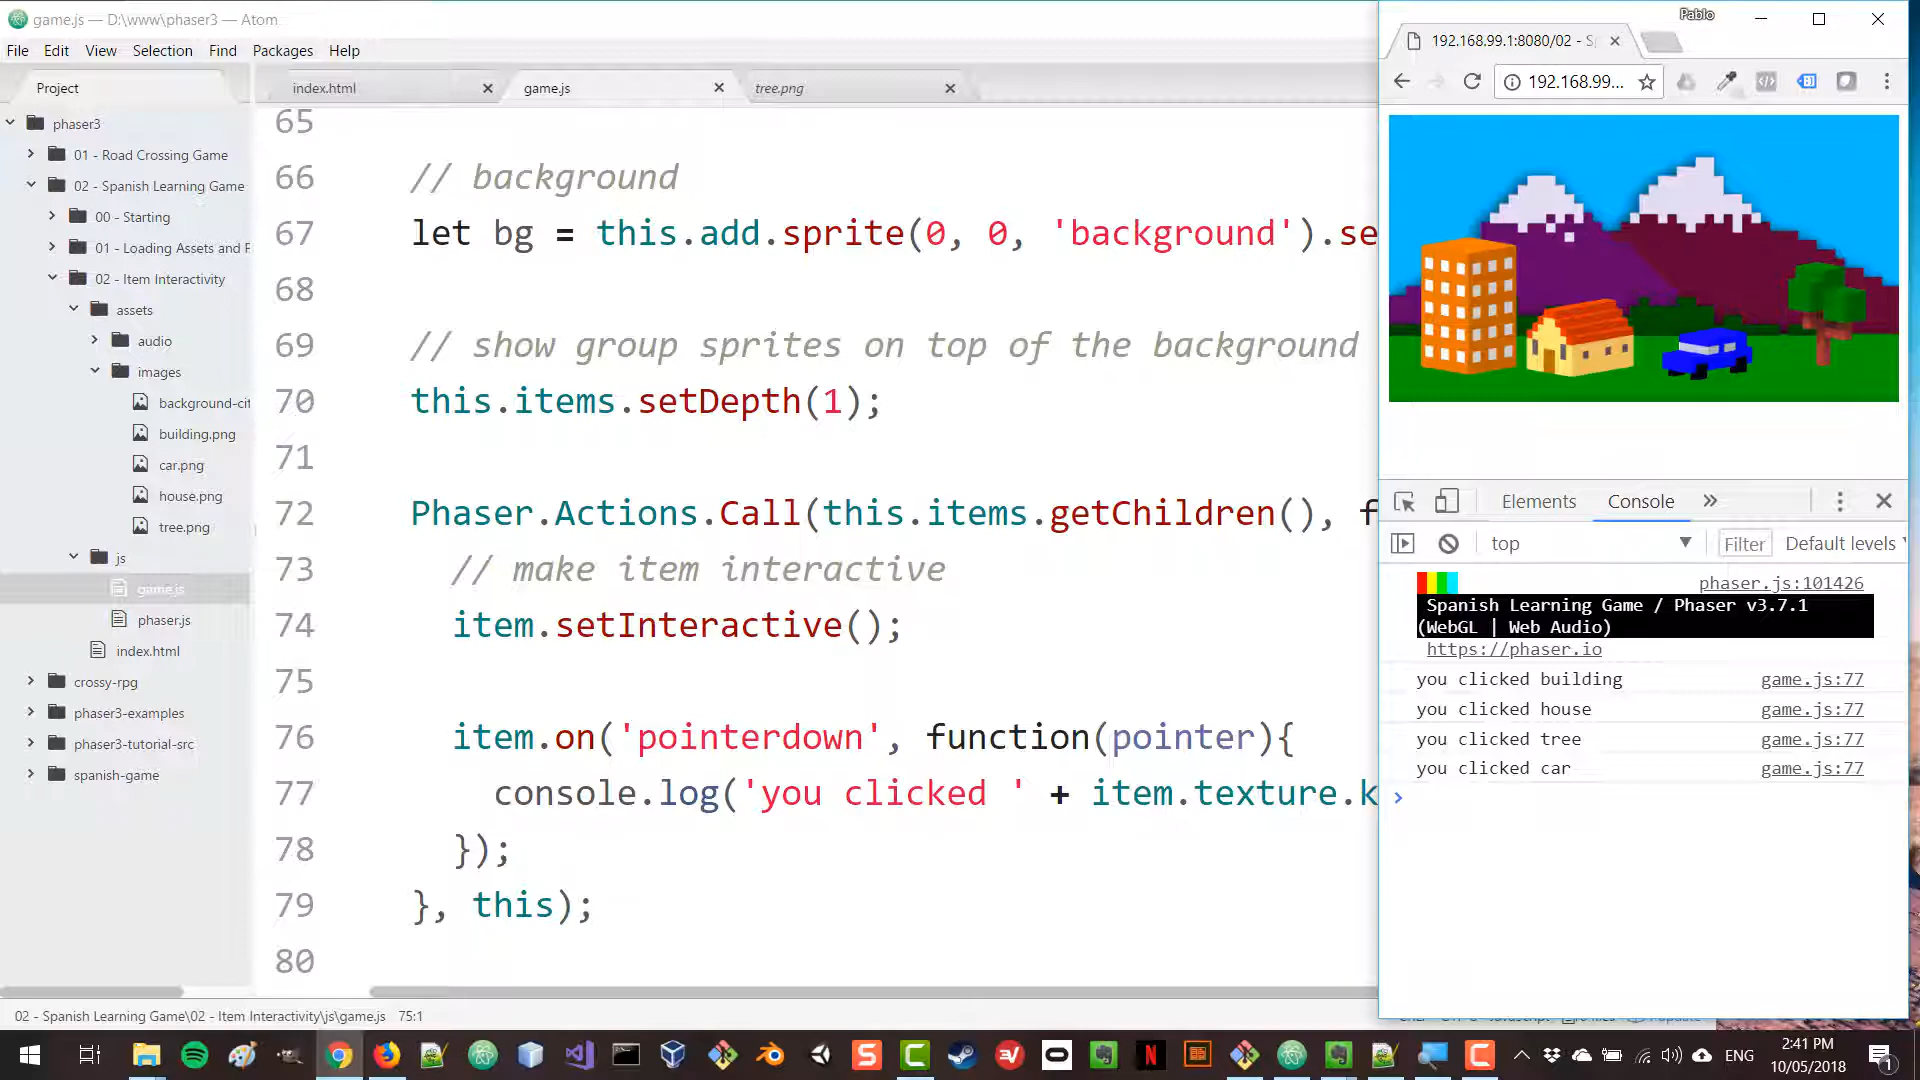 game.js — D:\www\phaser3 — Atom
File Edit View Selection Find Packages Help
Project
phaser3
01 - Road Crossing Game
02 - Spanish Learning Game
00 - Starting
01 - Loading Assets and
02 - Item Interactivity
assets
audio
images
background-cit
building.png
car.png
house.png
tree.png
js
game.js
phaser.js
index.html
crossy-rpg
phaser3-examples
phaser3-tutorial-src
spanish-game
index.html
game.js
tree.png
65
66 // background
67 let bg = this.add.sprite(0, 0, 'background').se
68
69 // show group sprites on top of the background
70 this.items.setDepth(1);
71
72 Phaser.Actions.Call(this.items.getChildren(), f
73 // make item interactive
74 item.setInteractive();
75
76 item.on('pointerdown', function(pointer){
77 console.log('you clicked ' + item.texture.k
78 });
79 }, this);
80
02 - Spanish Learning Game\02 - Item Interactivity\js\game.js 75:1
Pablo
192.168.99.1:8080/02 - S
192.168.99...
Elements Console
top Filter Default levels
phaser.js:101426
Spanish Learning Game / Phaser v3.7.1
(WebGL | Web Audio)
https://phaser.io
you clicked building game.js:77
you clicked house game.js:77
you clicked tree game.js:77
you clicked car game.js:77
ENG
2:41 PM
10/05/2018
1